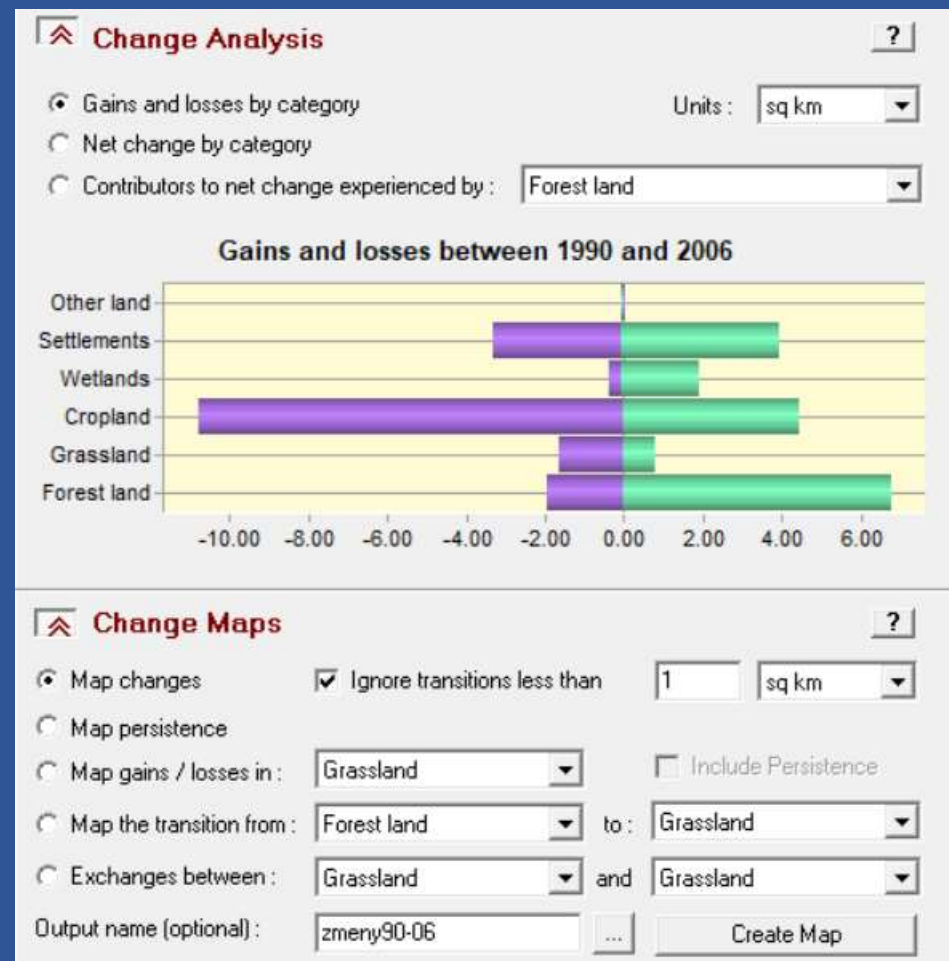 Change Analysis ?
Gains and losses by category Units : sq km
Net change by category
Contributors to net change experienced by : Forest land
Gains and losses between 1990 and 2006
Other land
Settlements
Wetlands
Cropland
Grassland
Forest land
-10.00 -8.00 -6.00 -4.00 -2.00 0.00 2.00 4.00 6.00
Change Maps ?
Map changes Ignore transitions less than 1 sq km
Map persistence
Map gains / losses in : Grassland Include Persistence
Map the transition from : Forest land to : Grassland
Exchanges between : Grassland and Grassland
Output name (optional) : zmeny90-06 ... Create Map